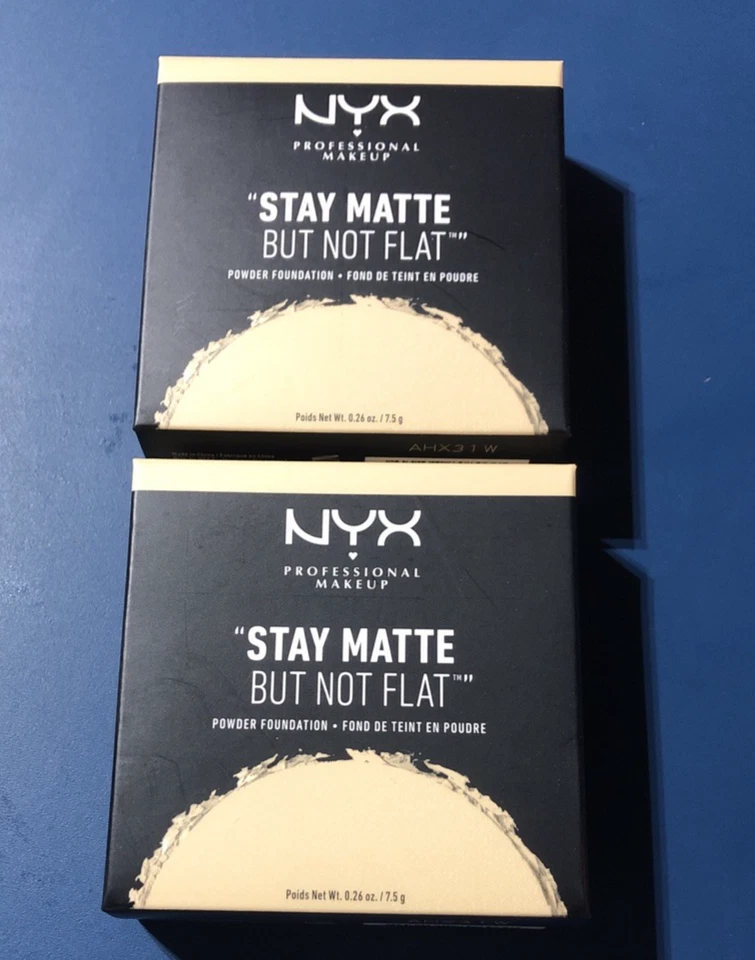 NYX
PROFESSIONAL
MAKEUP
“STAY MATTE
BUT NOT FLAT™”
POWDER FOUNDATION • FOND DE TEINT EN POUDRE
Poids Net Wt. 0.26 oz. / 7.5 g
AHX31W
NYX
PROFESSIONAL
MAKEUP
“STAY MATTE
BUT NOT FLAT™”
POWDER FOUNDATION • FOND DE TEINT EN POUDRE
Poids Net Wt. 0.26 oz. / 7.5 g